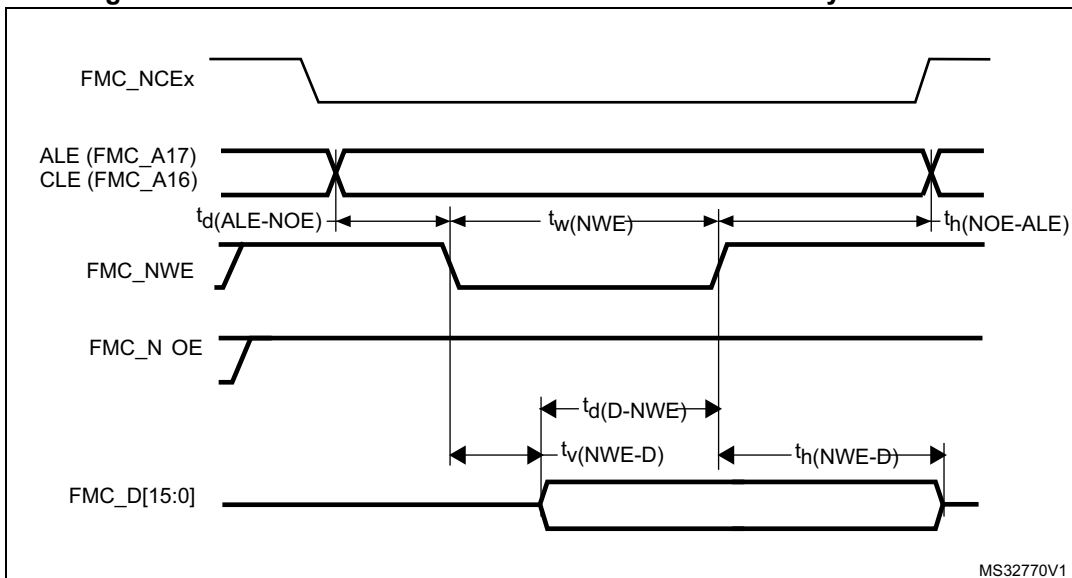 FMC_NCEx
ALE (FMC_A17)
CLE (FMC_A16)
td(ALE-NOE)
tw(NWE)
th(NOE-ALE)
FMC_NWE
FMC_N OE
td(D-NWE)
tv(NWE-D)
th(NWE-D)
FMC_D[15:0]
MS32770V1